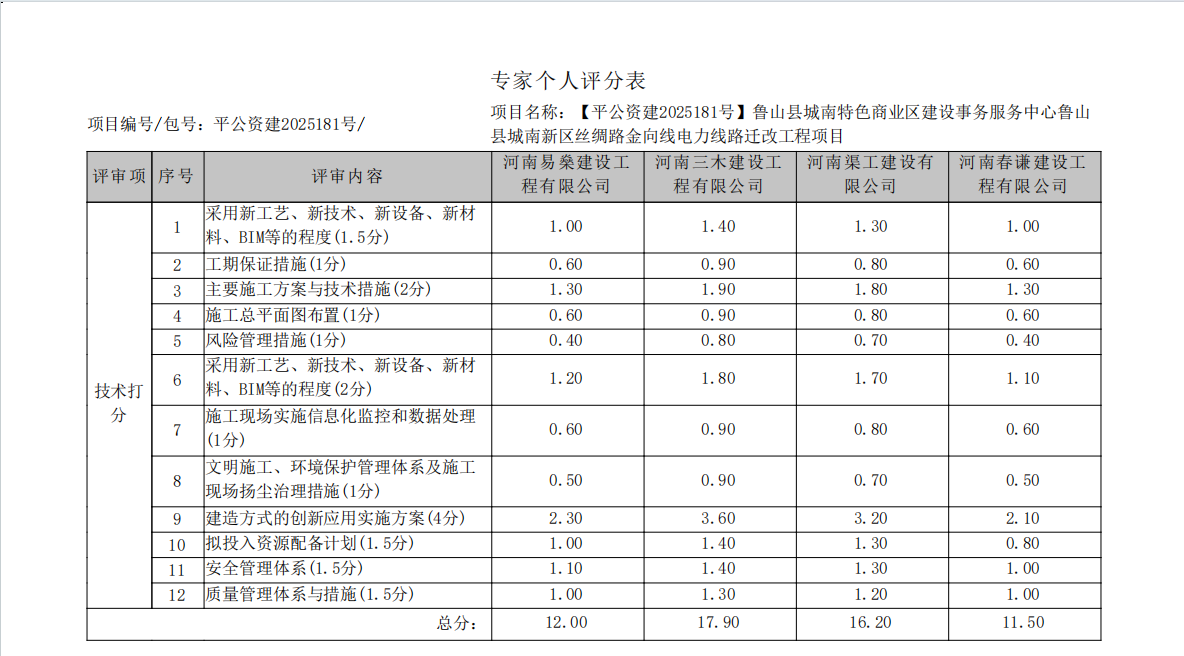 专家个人评分表
项目编号/包号：平公资建2025181号/
项目名称：【平公资建2025181号】鲁山县城南特色商业区建设事务服务中心鲁山
县城南新区丝绸路金向线电力线路迁改工程项目
评审项 序号 评审内容 河南易燊建设工 河南三木建设工 河南渠工建设有 河南春谦建设工
程有限公司 程有限公司 限公司 程有限公司
采用新工艺、新技术、新设备、新材
1 1.00 1.40 1.30 1.00
料、BIM等的程度(1.5分)
2 工期保证措施(1分) 0.60 0.90 0.80 0.60
3 主要施工方案与技术措施(2分) 1.30 1.90 1.80 1.30
4 施工总平面图布置(1分) 0.60 0.90 0.80 0.60
5 风险管理措施(1分) 0.40 0.80 0.70 0.40
采用新工艺、新技术、新设备、新材
6 1.20 1.80 1.70 1.10
料、BIM等的程度(2分)
技术打
分
施工现场实施信息化监控和数据处理
7 0.60 0.90 0.80 0.60
(1分)
文明施工、环境保护管理体系及施工
8 0.50 0.90 0.70 0.50
现场扬尘治理措施(1分)
9 建造方式的创新应用实施方案(4分) 2.30 3.60 3.20 2.10
10 拟投入资源配备计划(1.5分) 1.00 1.40 1.30 0.80
11 安全管理体系(1.5分) 1.10 1.40 1.30 1.00
12 质量管理体系与措施(1.5分) 1.00 1.30 1.20 1.00
总分： 12.00 17.90 16.20 11.50